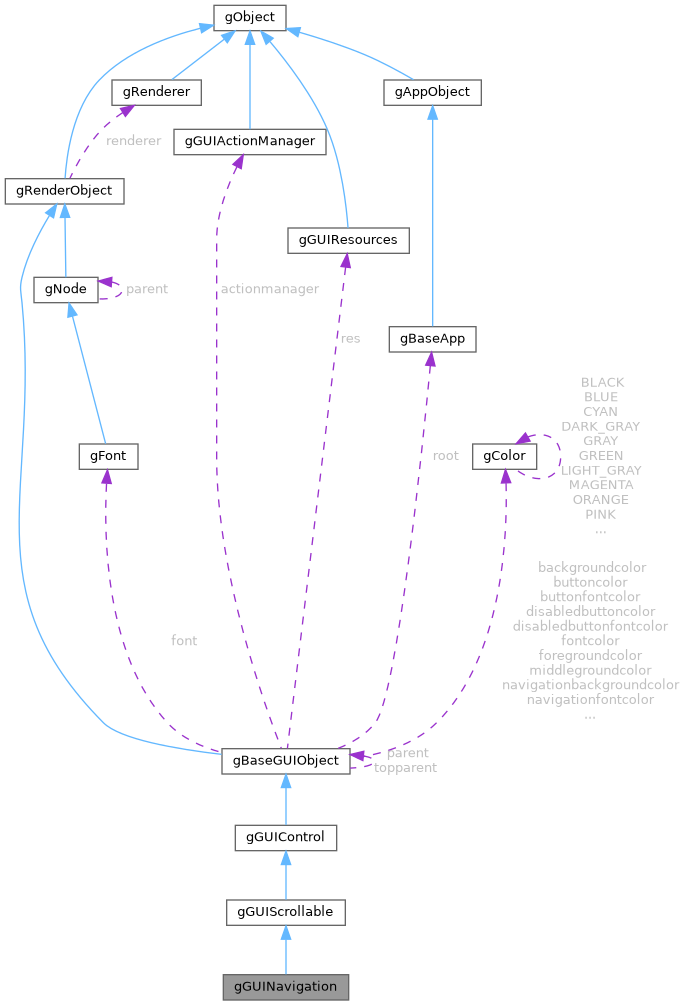 gObject
gRenderer
gAppObject
gGUIActionManager
renderer
gRenderObject
gGUIResources
gNode
parent
actionmanager
gBaseApp
res
BLACK
BLUE
CYAN
DARK_GRAY
GRAY
GREEN
LIGHT_GRAY
MAGENTA
ORANGE
PINK
...
gFont
root
gColor
backgroundcolor
buttoncolor
buttonfontcolor
disabledbuttoncolor
disabledbuttonfontcolor
fontcolor
foregroundcolor
middlegroundcolor
navigationbackgroundcolor
navigationfontcolor
...
font
gBaseGUIObject
parent
topparent
gGUIControl
gGUIScrollable
gGUINavigation